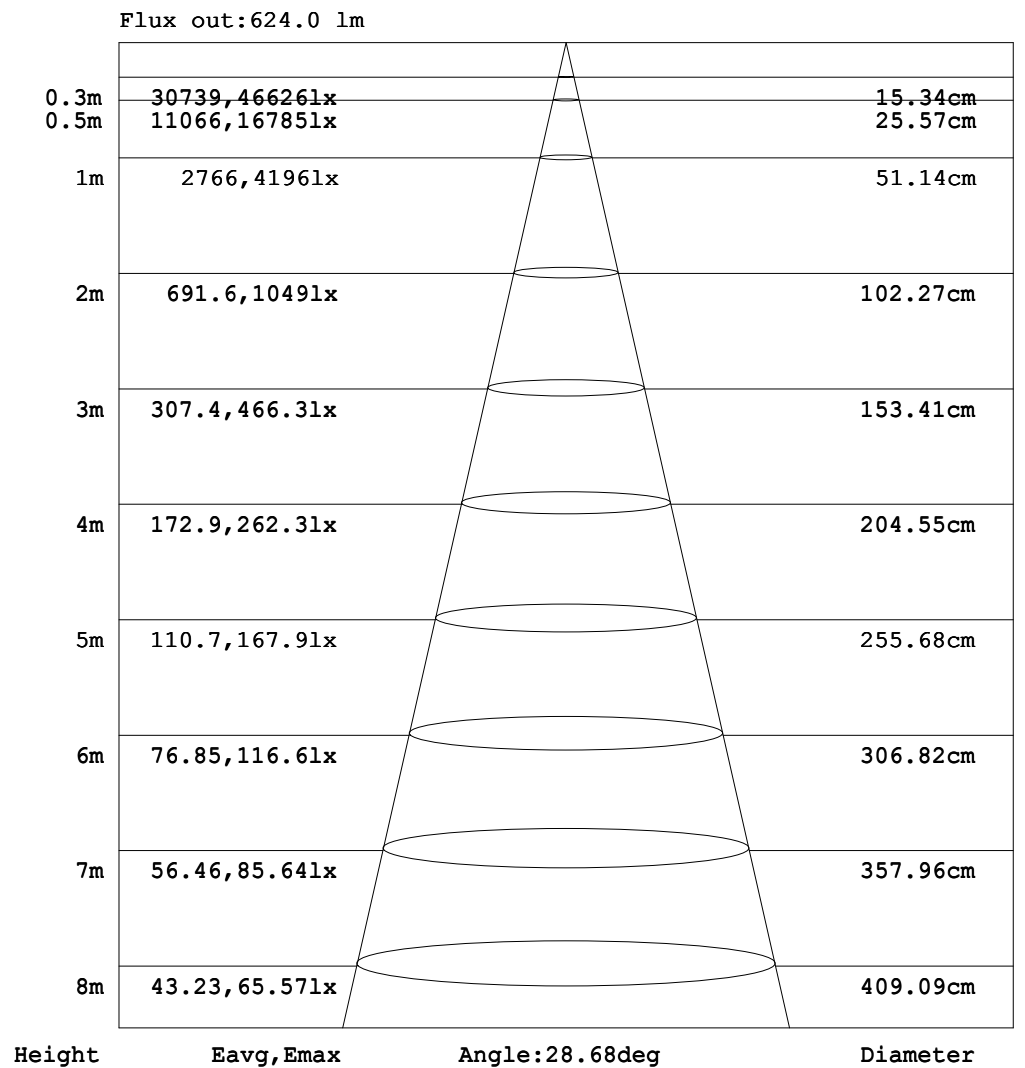 Flux out:624.0 lm
0.3m 30739,46626lx 15.34cm
0.5m 11066,16785lx 25.57cm
1m 2766,4196lx 51.14cm
2m 691.6,1049lx 102.27cm
3m 307.4,466.3lx 153.41cm
4m 172.9,262.3lx 204.55cm
5m 110.7,167.9lx 255.68cm
6m 76.85,116.6lx 306.82cm
7m 56.46,85.64lx 357.96cm
8m 43.23,65.57lx 409.09cm
Height Eavg,Emax Angle:28.68deg Diameter